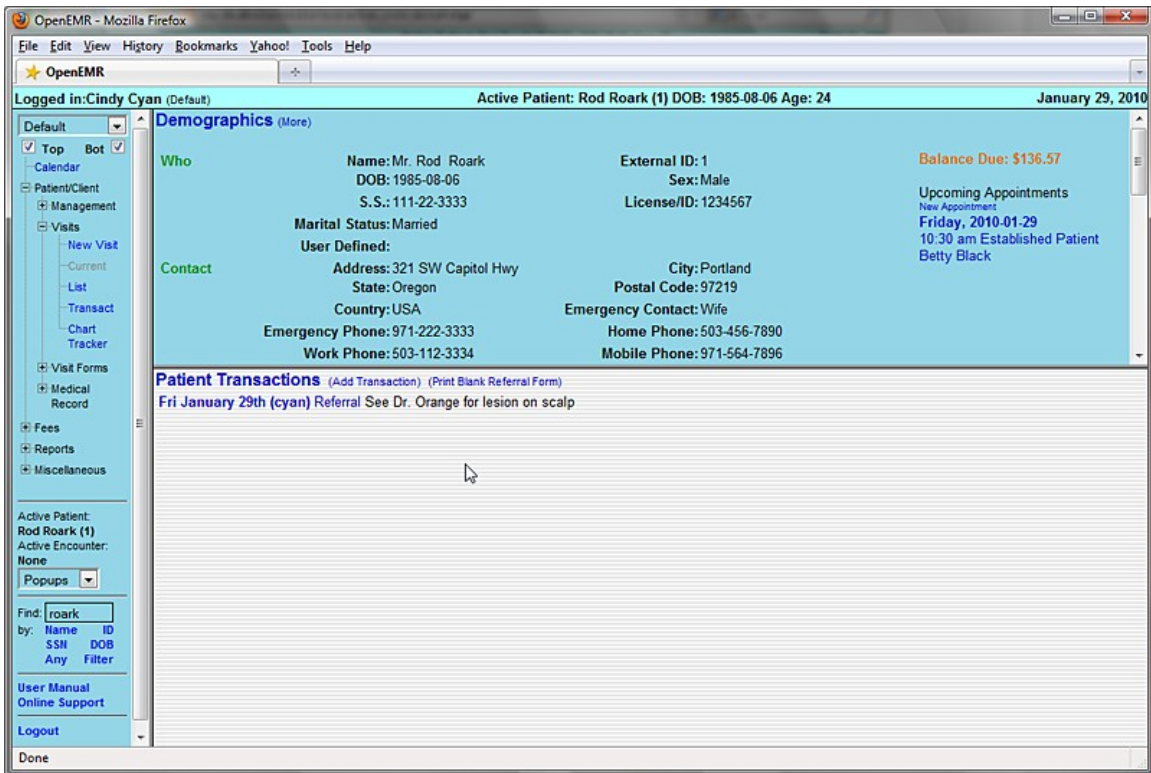 OpenEMR - Mozilla Firefox
File Edit View History Bookmarks Yahoo! Tools Help
OpenEMR
Logged in:Cindy Cyan (Default) Active Patient: Rod Roark (1) DOB: 1985-08-06 Age: 24 January 29, 2010
Default
Top Bot
Calendar
Patient/Client
Management
Visits
New Visit
Current
List
Transact
Chart
Tracker
Visit Forms
Medical
Record
Fees
Reports
Miscellaneous
Active Patient:
Rod Roark (1)
Active Encounter:
None
Popups
Find: roark
by: Name ID
SSN DOB
Any Filter
User Manual
Online Support
Logout
Demographics (More)
Who Name: Mr. Rod Roark External ID: 1
DOB: 1985-08-06 Sex: Male
S.S.: 111-22-3333 License/ID: 1234567
Marital Status: Married
User Defined:
Contact Address: 321 SW Capitol Hwy City: Portland
State: Oregon Postal Code: 97219
Country: USA Emergency Contact: Wife
Emergency Phone: 971-222-3333 Home Phone: 503-456-7890
Work Phone: 503-112-3334 Mobile Phone: 971-564-7896
Balance Due: $136.57
Upcoming Appointments
New Appointment
Friday, 2010-01-29
10:30 am Established Patient
Betty Black
Patient Transactions (Add Transaction) (Print Blank Referral Form)
Fri January 29th (cyan) Referral See Dr. Orange for lesion on scalp
Done